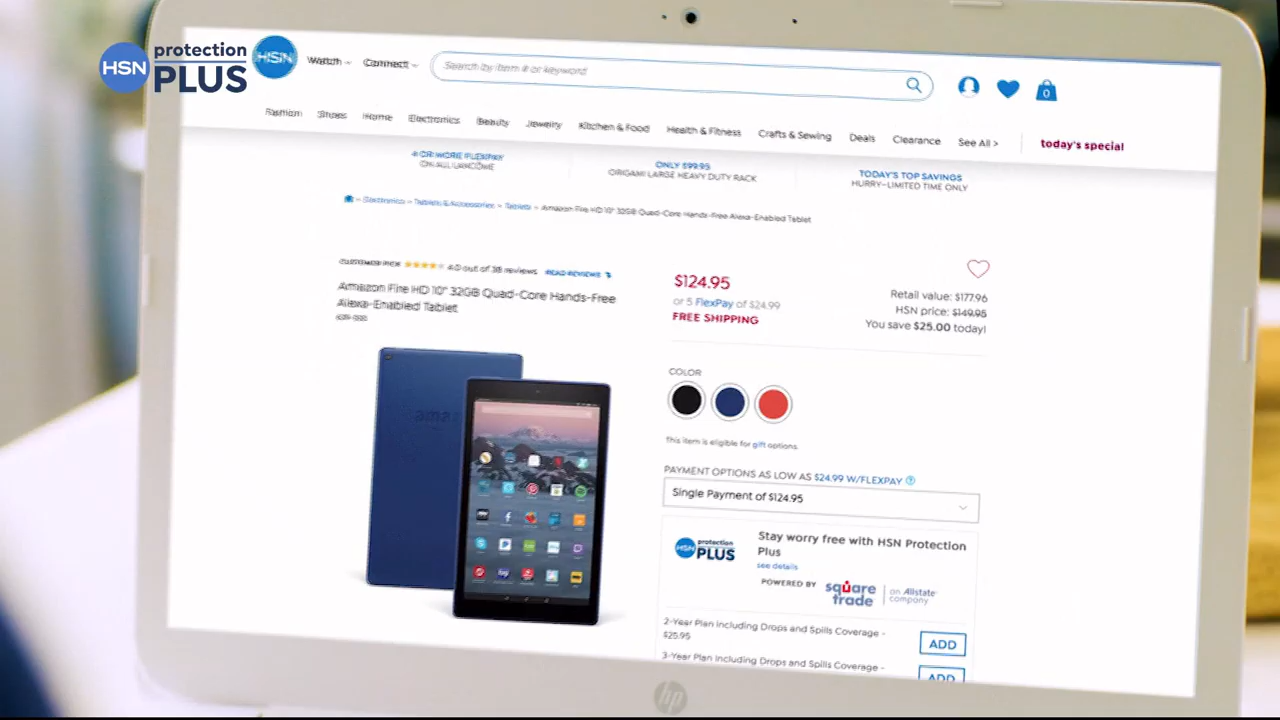 HSN protection PLUS
HSN Watch Connect Search by item # or keyword 0
Fashion Shoes Home Electronics Beauty Jewelry Kitchen & Food Health & Fitness Crafts & Sewing Deals Clearance See All > today's special
OR MORE FLEXPAY
ON ALL LANCOME
ONLY $99.95
ORIGAMI LARGE HEAVY DUTY RACK
TODAY'S TOP SAVINGS
HURRY–LIMITED TIME ONLY
Electronics Tablets & Accessories Tablets Amazon Fire HD 10" 32GB Quad-Core Hands-Free Alexa-Enabled Tablet
CUSTOMER PICK 4.0 out of 38 reviews READ REVIEWS
Amazon Fire HD 10" 32GB Quad-Core Hands-Free
Alexa-Enabled Tablet
amaz
$124.95
or 5 FlexPay of $24.99
FREE SHIPPING
Retail value: $177.96
HSN price: $149.95
You save $25.00 today!
COLOR
This item is eligible for gift options.
PAYMENT OPTIONS AS LOW AS $24.99 W/FLEXPAY ?
Single Payment of $124.95
HSN protection PLUS
Stay worry free with HSN Protection
Plus
see details
POWERED BY square trade an Allstate company
2-Year Plan Including Drops and Spills Coverage -
$25.95
ADD
3-Year Plan Including Drops and Spills Coverage -
ADD
hp